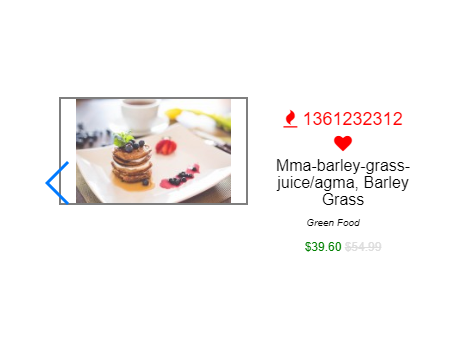 1361232312
Mma-barley-grass-
juice/agma, Barley
Grass
Green Food
$39.60 $54.99